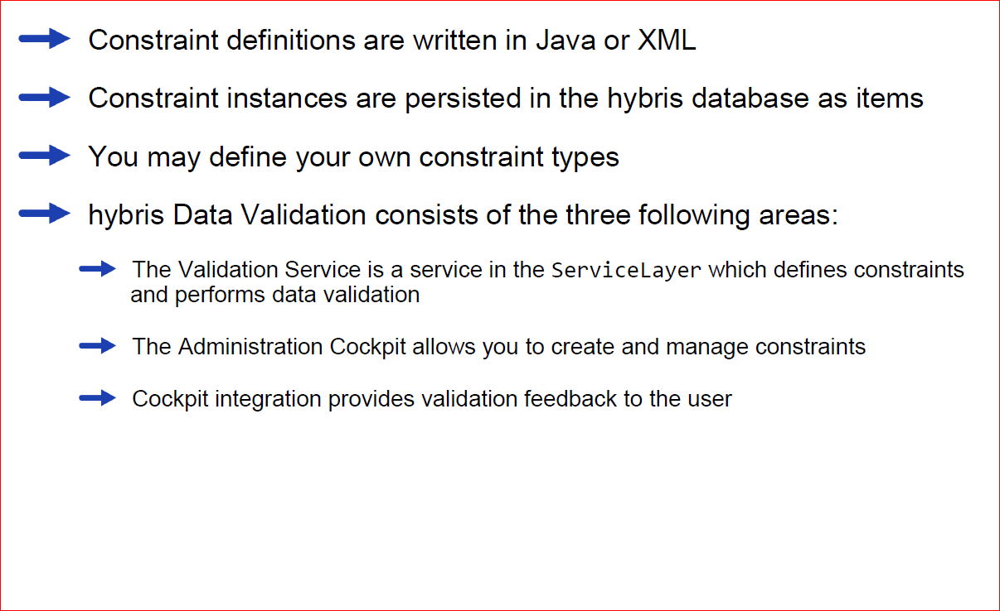 Constraint definitions are written in Java or XML
Constraint instances are persisted in the hybris database as items
You may define your own constraint types
hybris Data Validation consists of the three following areas:
The Validation Service is a service in the ServiceLayer which defines constraints
and performs data validation
The Administration Cockpit allows you to create and manage constraints
Cockpit integration provides validation feedback to the user